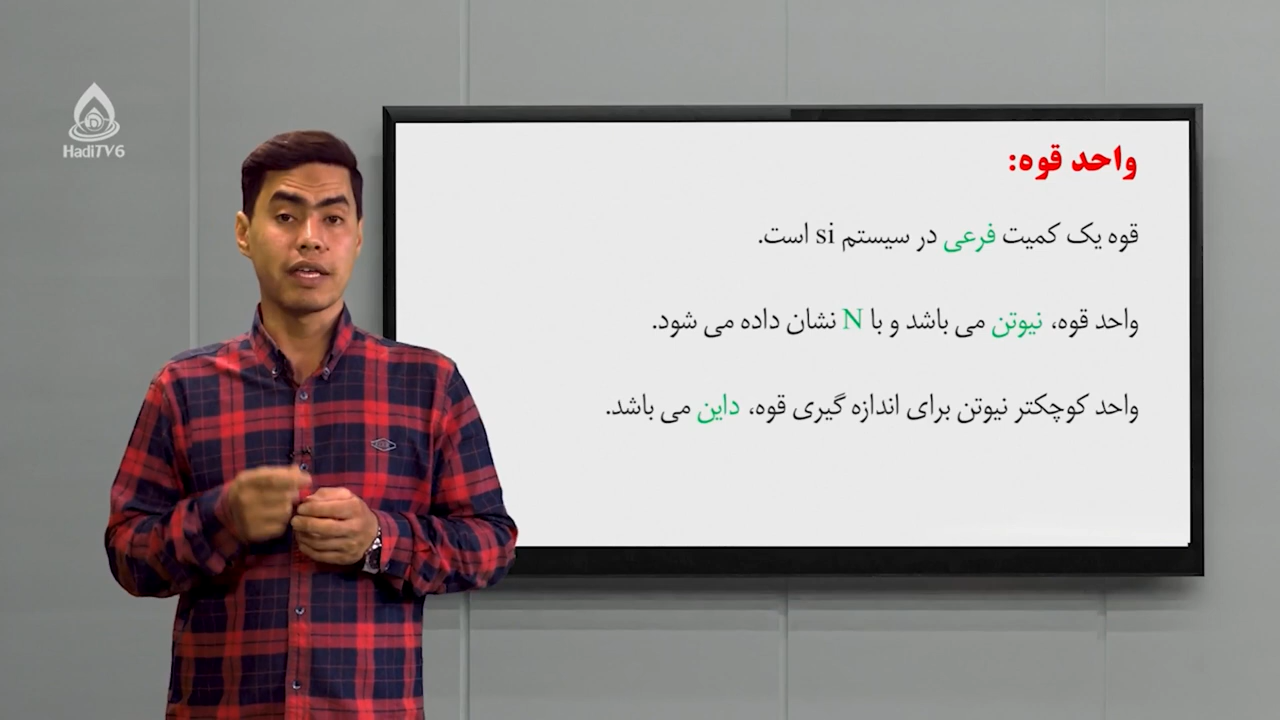 HadiTV6
واحد قوه:
قوه یک کمیت فرعی در سیستم si است.
واحد قوه، نیوتن می باشد و با N نشان داده می شود.
واحد کوچکتر نیوتن برای اندازه گیری قوه، داین می باشد.